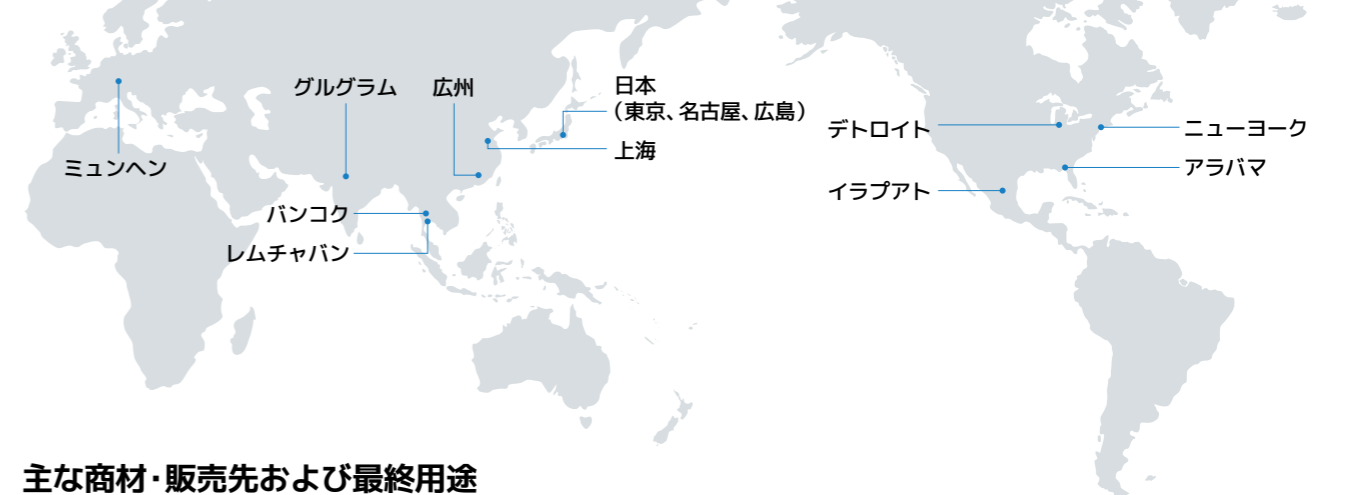 グルグラム
広州
日本
（東京、名古屋、広島）
上海
ミュンヘン
バンコク
レムチャバン
デトロイト
ニューヨーク
アラバマ
イラプアト
主な商材・販売先および最終用途